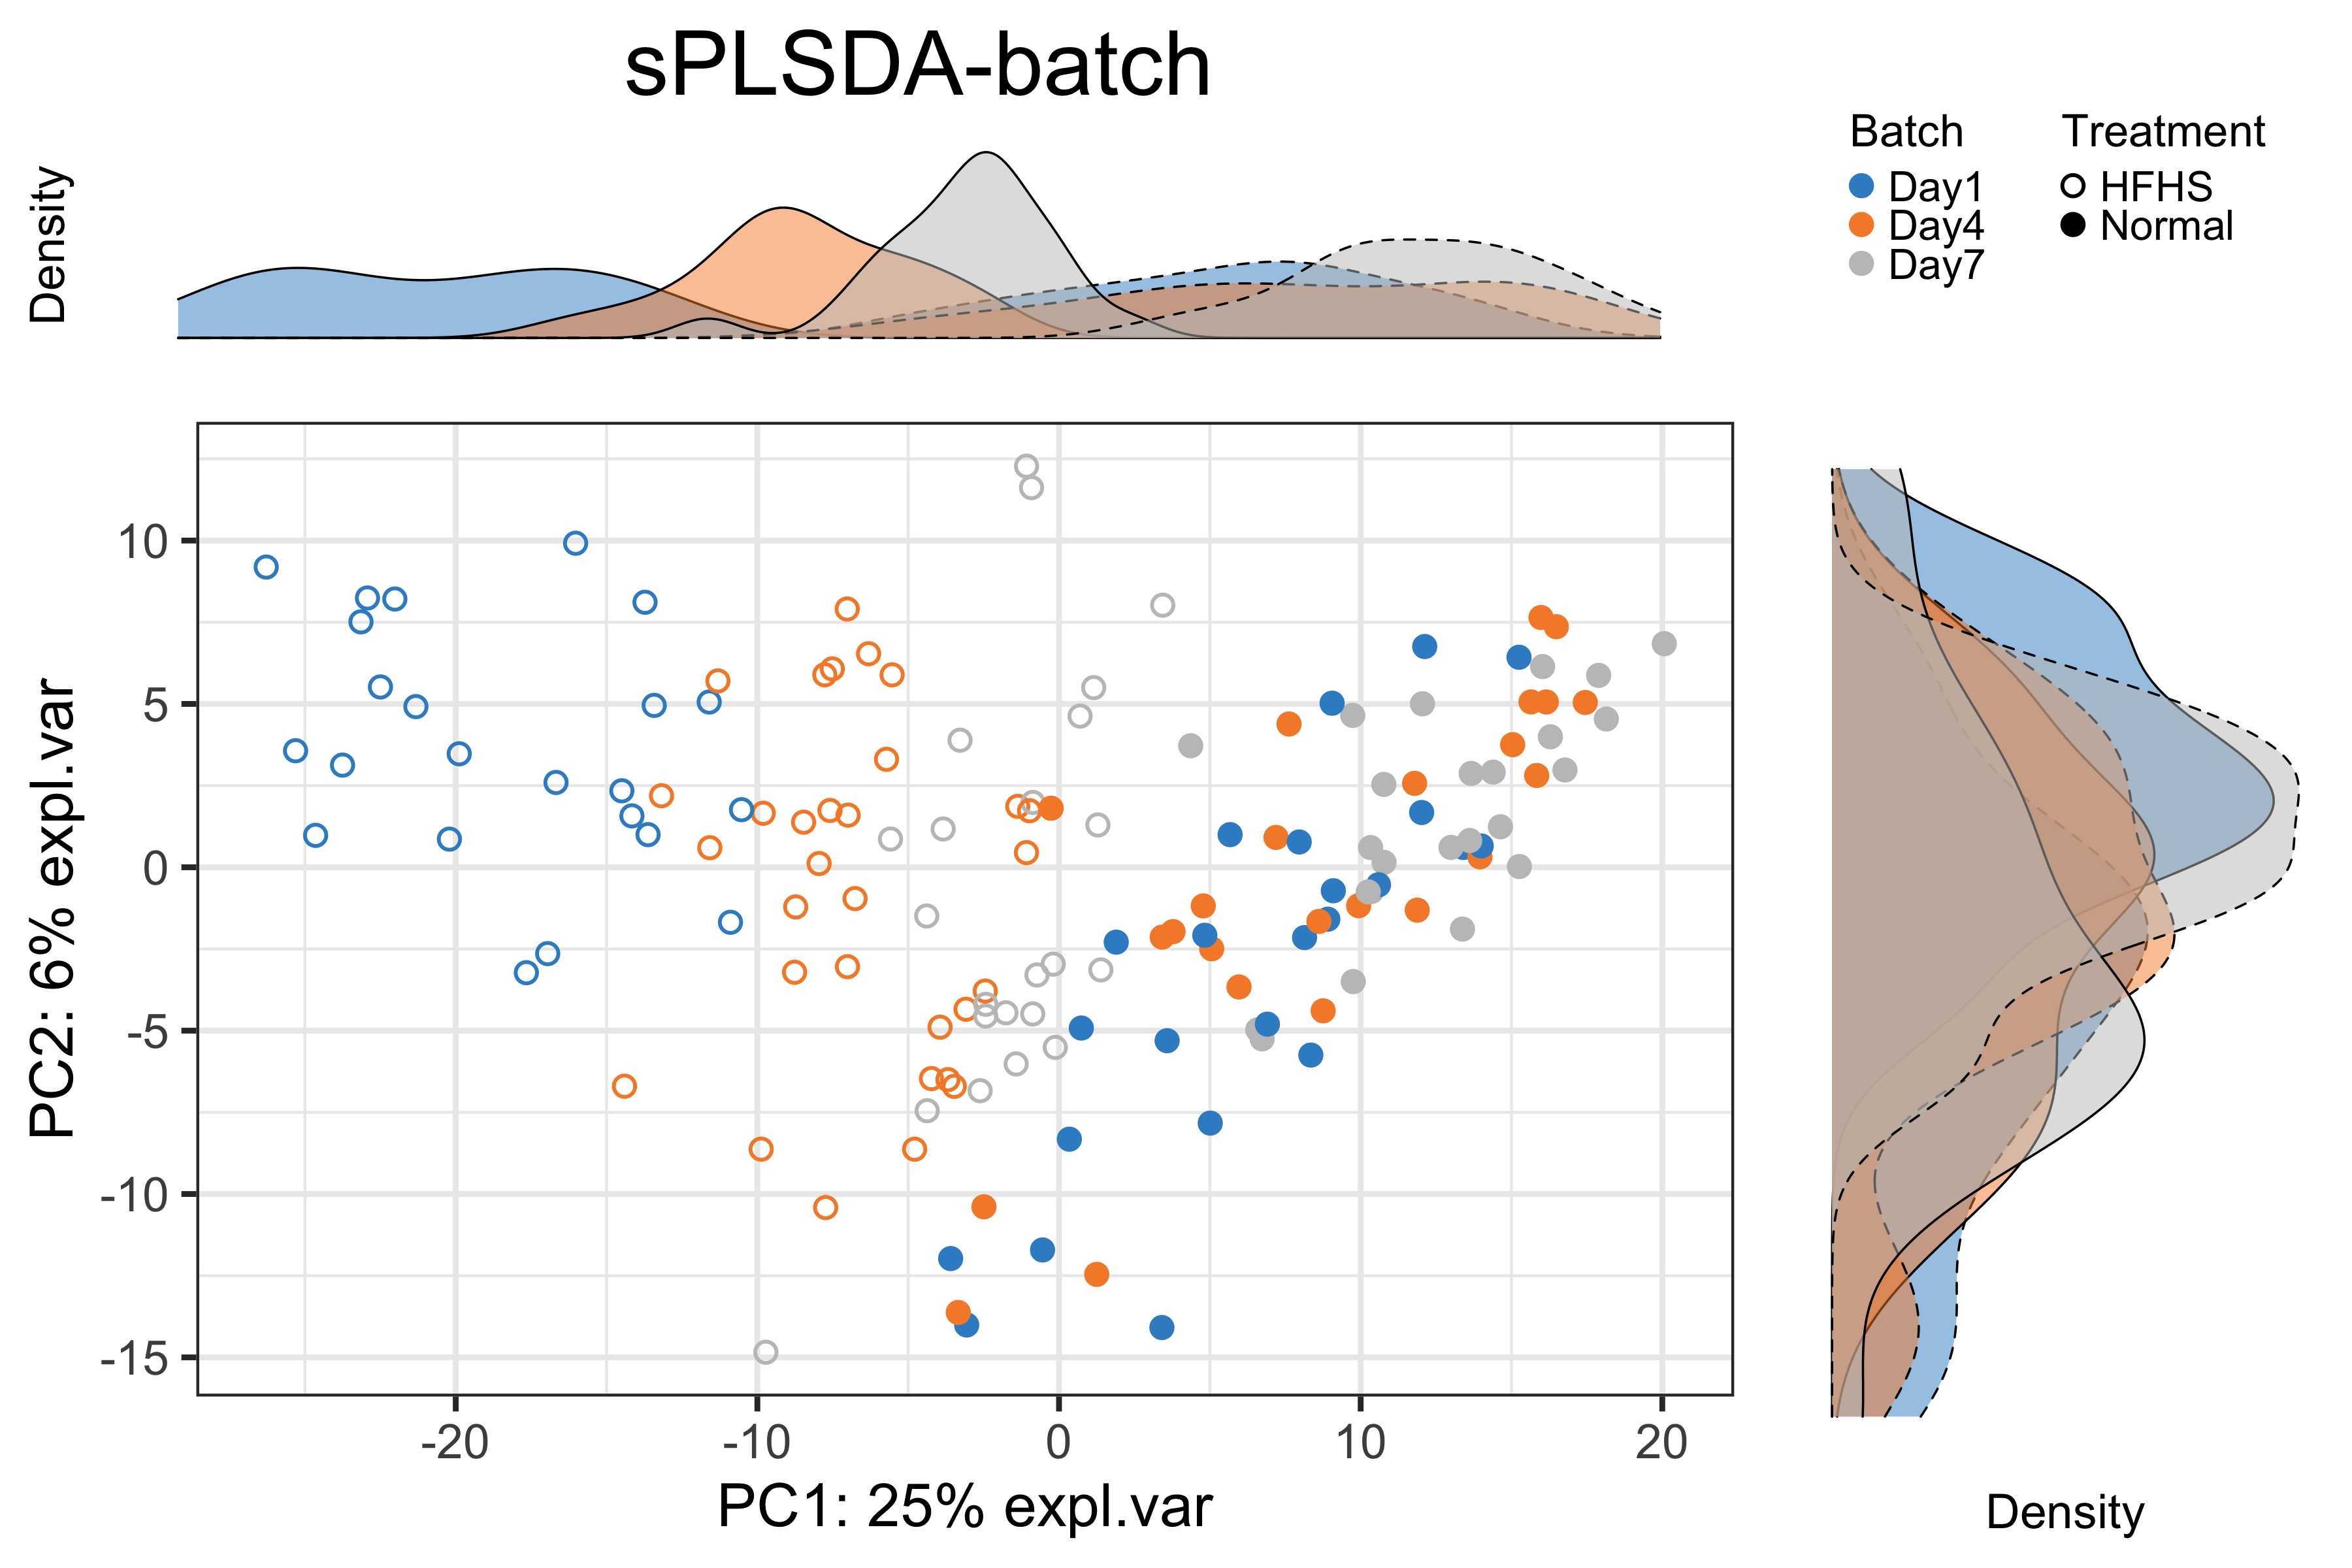 sPLSDA-batch
Density
Batch
Day1
Day4
Day7
Treatment
HFHS
Normal
PC2: 6% expl.var
10
5
0
-5
-10
-15
-20
-10
0
10
20
PC1: 25% expl.var
Density